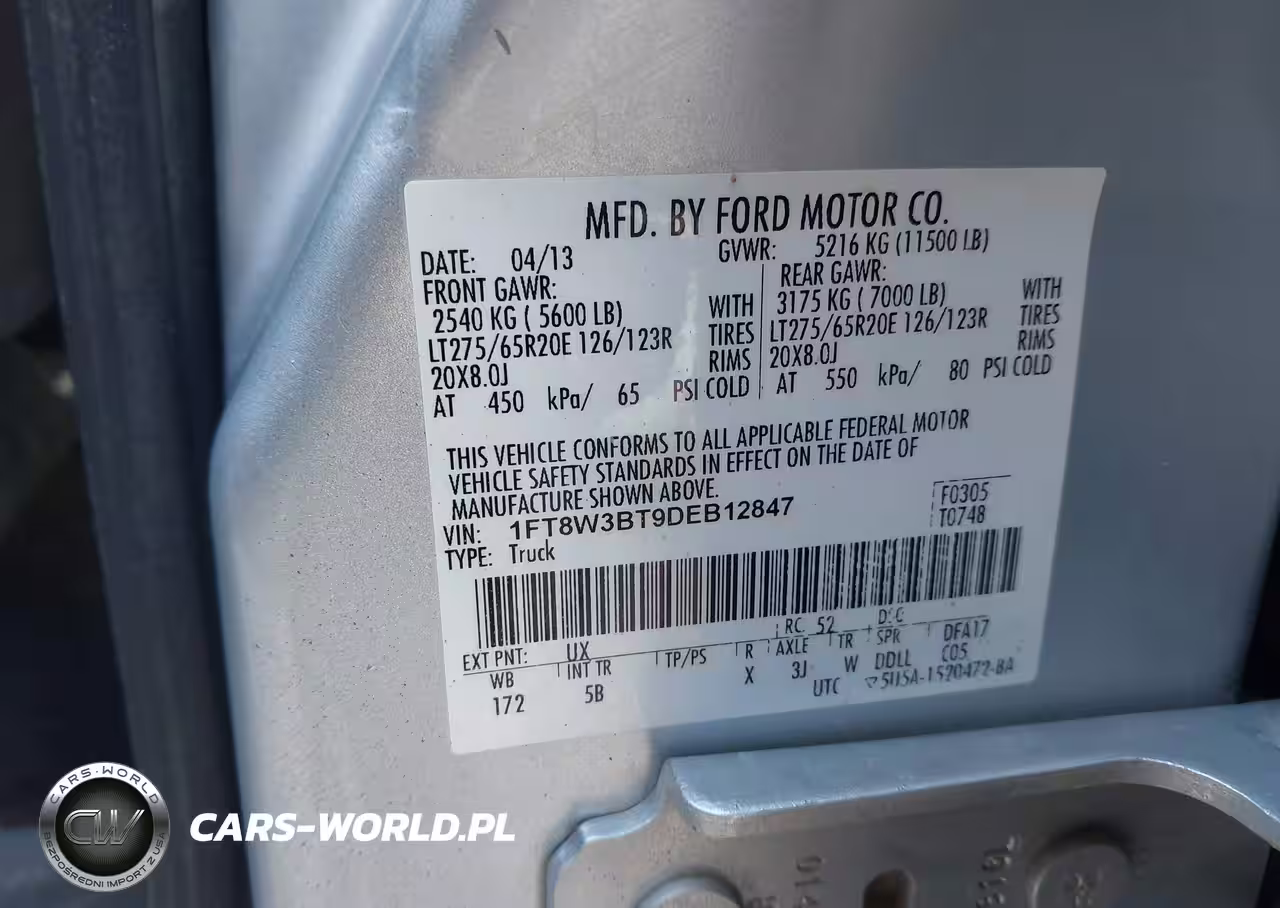 MFD. BY FORD MOTOR CO.
DATE: 04/13 GVWR: 5216 KG (11500 LB)
FRONT GAWR: REAR GAWR:
2540 KG ( 5600 LB) WITH 3175 KG ( 7000 LB) WITH
LT275/65R20E 126/123R TIRES LT275/65R20E 126/123R TIRES
20X8.0J RIMS 20X8.0J RIMS
AT 450 kPa/ 65 PSI COLD AT 550 kPa/ 80 PSI COLD
THIS VEHICLE CONFORMS TO ALL APPLICABLE FEDERAL MOTOR
VEHICLE SAFETY STANDARDS IN EFFECT ON THE DATE OF
MANUFACTURE SHOWN ABOVE.
VIN: 1FT8W3BT9DEB12847 F0305
TYPE: Truck T0748
EXT PNT: UX RC 52 DSC
WB INT TR TP/PS R AXLE TR SPR DFA17
172 5B X 3J W DDLL C05
UTC
CARS-WORLD
CW
BEZPOŚREDNI IMPORT Z USA
CARS-WORLD.PL